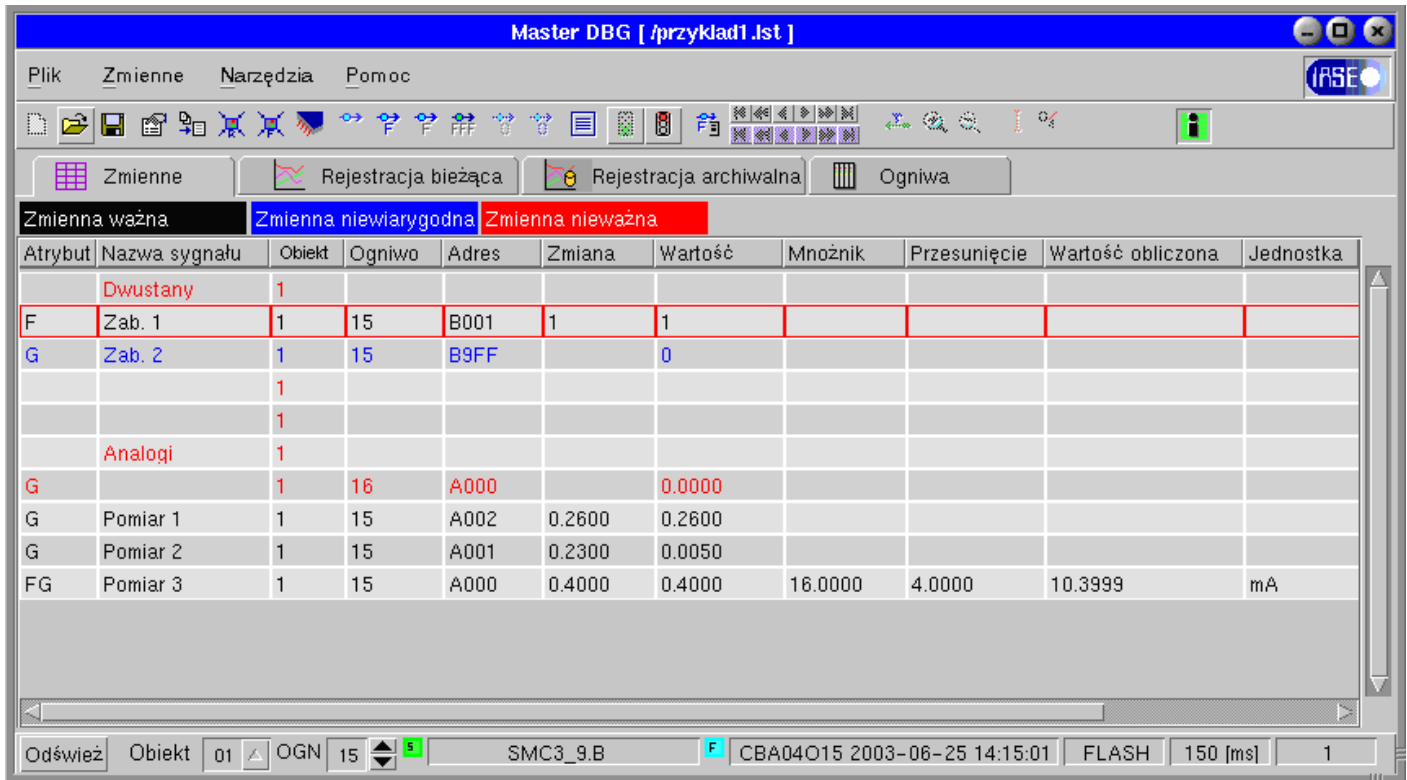 Master DBG [ /przyklad1.lst ]
Plik Zmienne Narzędzia Pomoc
IASE
Zmienne Rejestracja bieżąca Rejestracja archiwalna Ogniwa
Zmienna ważna Zmienna niewiarygodna Zmienna nieważna
Atrybut Nazwa sygnału Obiekt Ogniwo Adres Zmiana Wartość Mnożnik Przesunięcie Wartość obliczona Jednostka
Dwustany 1
F Zab. 1 1 15 B001 1 1
G Zab. 2 1 15 B9FF 0
1
1
Analogi 1
G 1 16 A000 0.0000
G Pomiar 1 1 15 A002 0.2600 0.2600
G Pomiar 2 1 15 A001 0.2300 0.0050
FG Pomiar 3 1 15 A000 0.4000 0.4000 16.0000 4.0000 10.3999 mA
Odśwież Obiekt 01 OGN 15 S SMC3_9.B F CBA04O15 2003-06-25 14:15:01 FLASH 150 [ms] 1